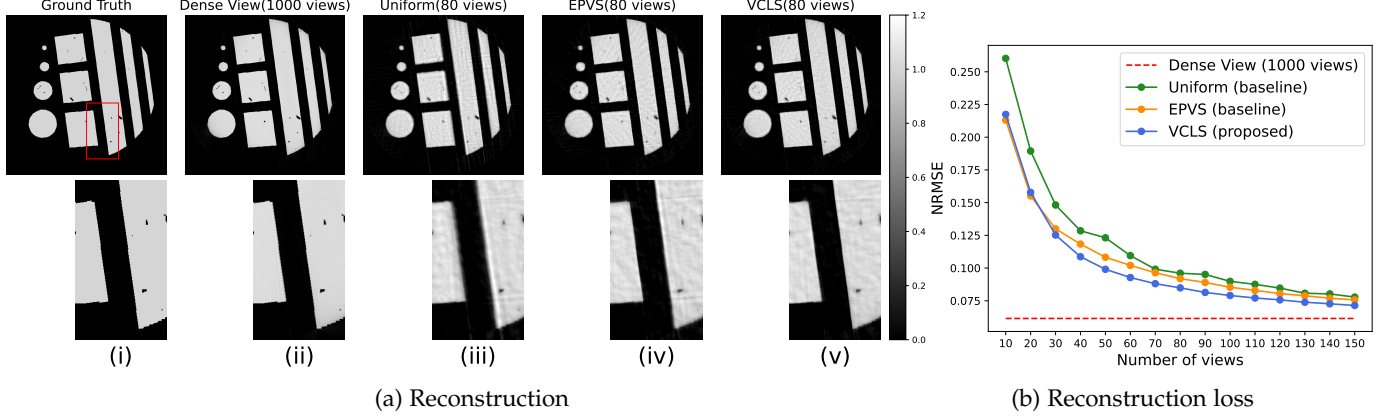 Ground Truth
Dense View(1000 views)
Uniform(80 views)
EPVS(80 views)
VCLS(80 views)
1.2
1.0
0.8
0.6
0.4
0.2
0.0
(i)
(ii)
(iii)
(iv)
(v)
(a) Reconstruction
NRMSE
0.250
0.225
0.200
0.175
0.150
0.125
0.100
0.075
Dense View (1000 views)
Uniform (baseline)
EPVS (baseline)
VCLS (proposed)
10 20 30 40 50 60 70 80 90 100 110 120 130 140 150
Number of views
(b) Reconstruction loss